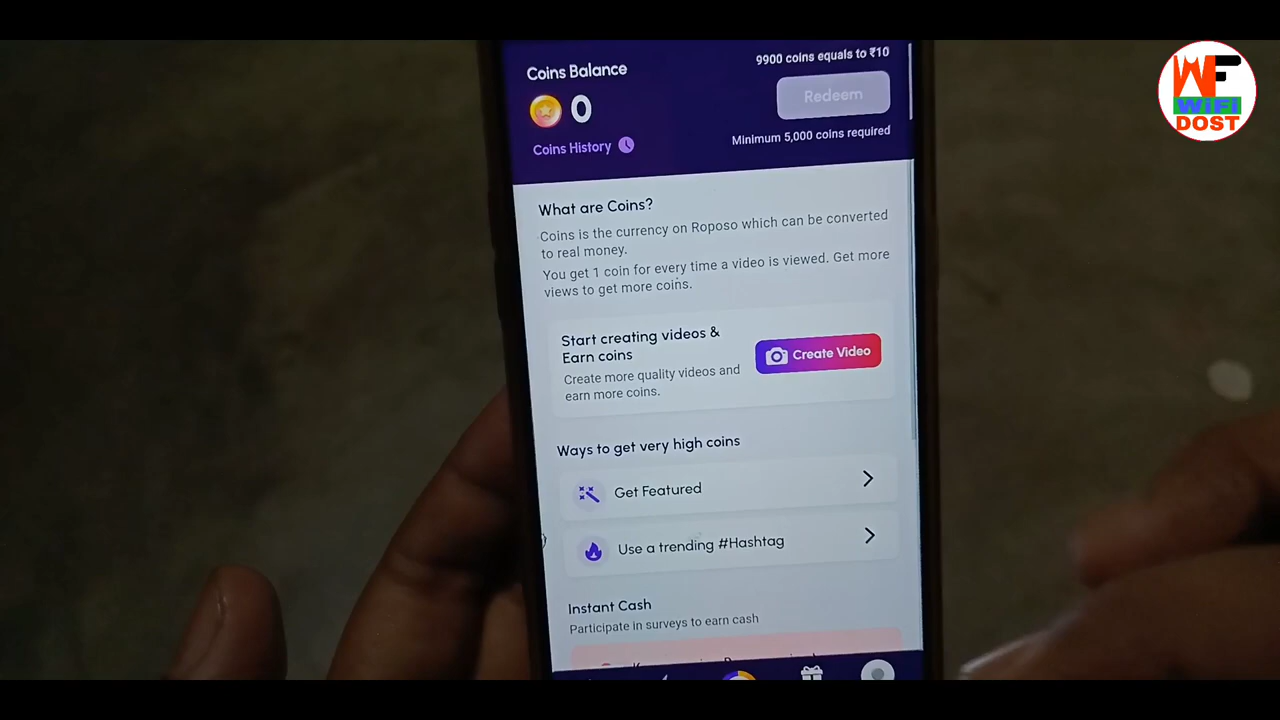 Coins Balance
9900 coins equals to ₹10
0
Redeem
Coins History
Minimum 5,000 coins required
What are Coins?
Coins is the currency on Roposo which can be converted
to real money.
You get 1 coin for every time a video is viewed. Get more
views to get more coins.
Start creating videos &
Earn coins
Create Video
Create more quality videos and
earn more coins.
Ways to get very high coins
Get Featured
Use a trending #Hashtag
Instant Cash
Participate in surveys to earn cash
WF
WiFi
DOST